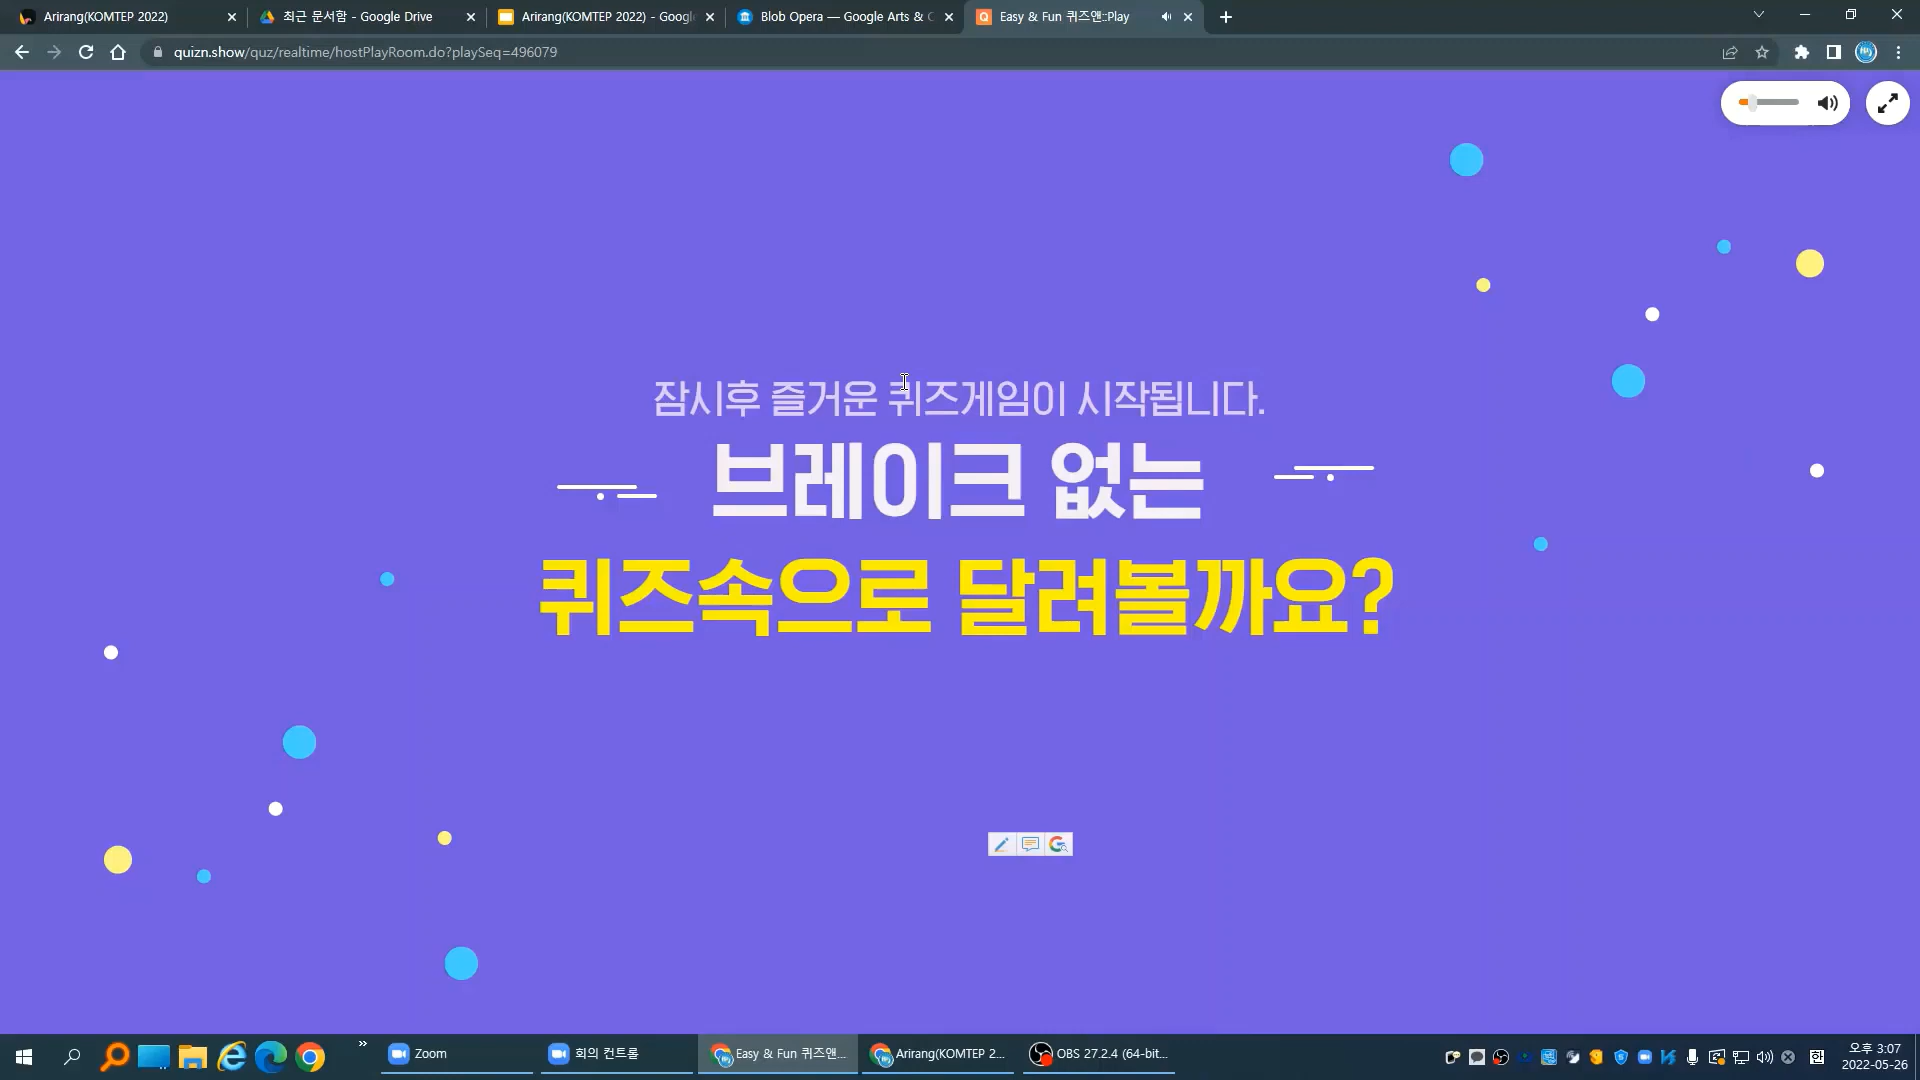 Arirang(KOMTEP 2022)
최근 문서함 - Google Drive
Arirang(KOMTEP 2022) - Googl
Blob Opera — Google Arts & C
Easy & Fun 퀴즈앤::Play
quizn.show/quz/realtime/hostPlayRoom.do?playSeq=496079
잠시후 즐거운 퀴즈게임이 시작됩니다.
브레이크 없는
퀴즈속으로 달려볼까요?
Zoom
회의 컨트롤
Easy & Fun 퀴즈앤...
Arirang(KOMTEP 2...
OBS 27.2.4 (64-bit...
한
오후 3:07
2022-05-26